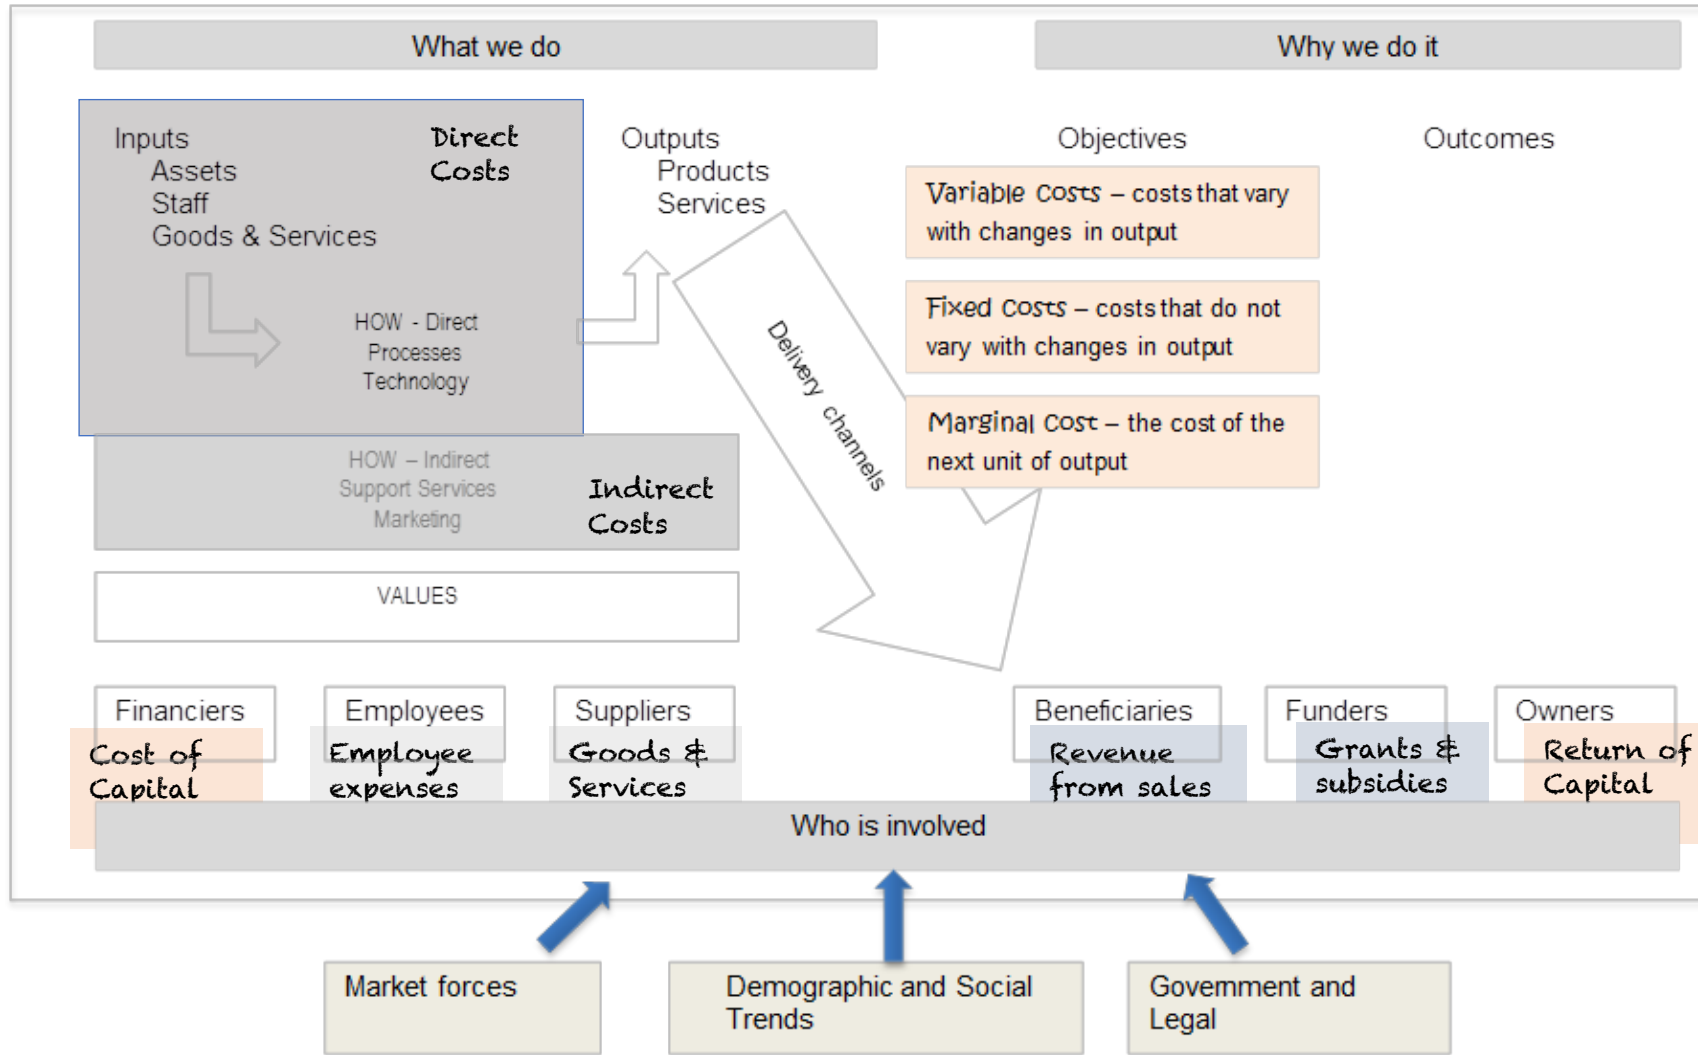 What we do
Why we do it
Inputs
Assets
Staff
Goods & Services
Direct
Costs
HOW - Direct
Processes
Technology
Outputs
Products
Services
Objectives
Outcomes
Variable Costs – costs that vary
with changes in output
Fixed Costs – costs that do not
vary with changes in output
Marginal Cost – the cost of the
next unit of output
Delivery channels
HOW – Indirect
Support Services
Marketing
Indirect
Costs
VALUES
Financiers
Cost of
Capital
Employees
Employee
expenses
Suppliers
Goods &
Services
Beneficiaries
Revenue
from sales
Funders
Grants &
subsidies
Owners
Return of
Capital
Who is involved
Market forces
Demographic and Social
Trends
Government and
Legal